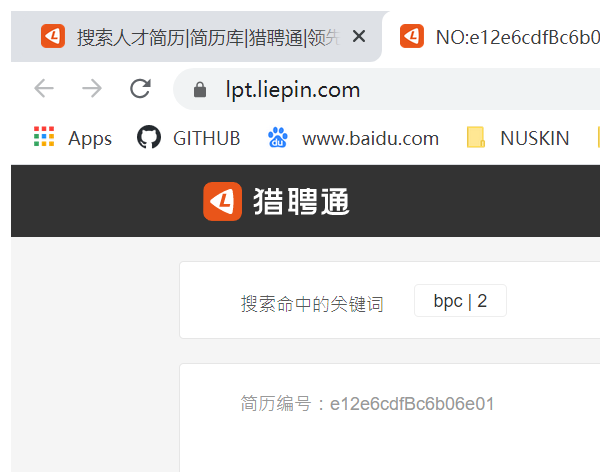 搜索人才简历|简历库|猎聘通|领先
NO:e12e6cdfBc6b0
lpt.liepin.com
Apps GITHUB www.baidu.com NUSKIN
猎聘通
搜索命中的关键词 bpc | 2
简历编号：e12e6cdfBc6b06e01